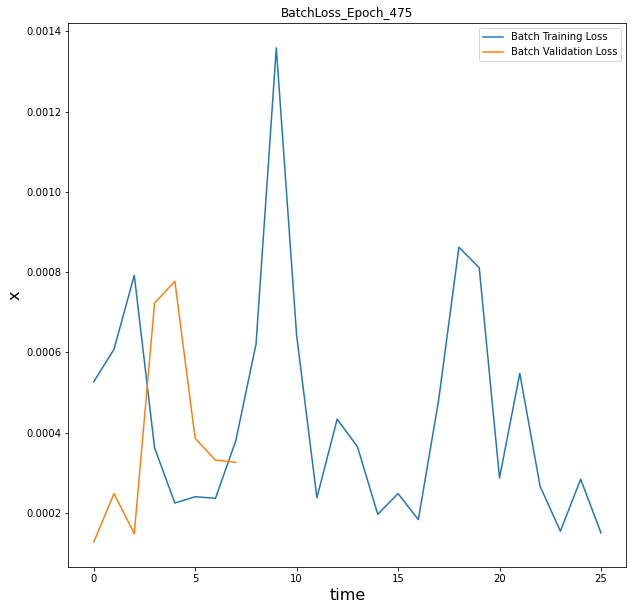 BatchLoss_Epoch_475
Batch Training Loss
Batch Validation Loss
0.0014
0.0012
0.0010
0.0008
0.0006
0.0004
0.0002
x
0 5 10 15 20 25
time